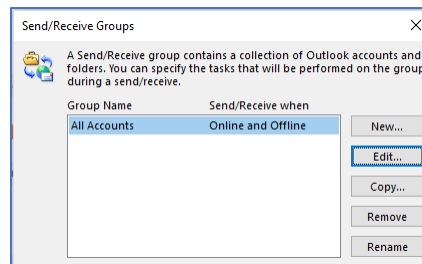 Send/Receive Groups
A Send/Receive group contains a collection of Outlook accounts and
folders. You can specify the tasks that will be performed on the group
during a send/receive.
Group Name Send/Receive when
All Accounts Online and Offline
New...
Edit...
Copy...
Remove
Rename